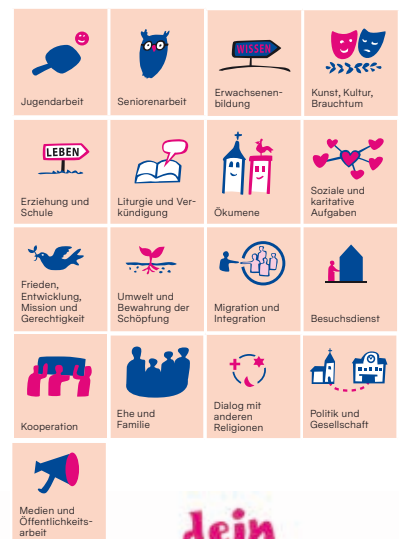 Jugendarbeit
Seniorenarbeit
WISSEN
Erwachsenen-
bildung
Kunst, Kultur,
Brauchtum
LEBEN
Erziehung und
Schule
Liturgie und Ver-
kündigung
Ökumene
Soziale und
karitative
Aufgaben
Frieden,
Entwicklung,
Mission und
Gerechtigkeit
Umwelt und
Bewahrung der
Schöpfung
Migration und
Integration
Besuchsdienst
Kooperation
Ehe und
Familie
Dialog mit
anderen
Religionen
Politik und
Gesellschaft
Medien und
Öffentlichkeits-
arbeit
dein